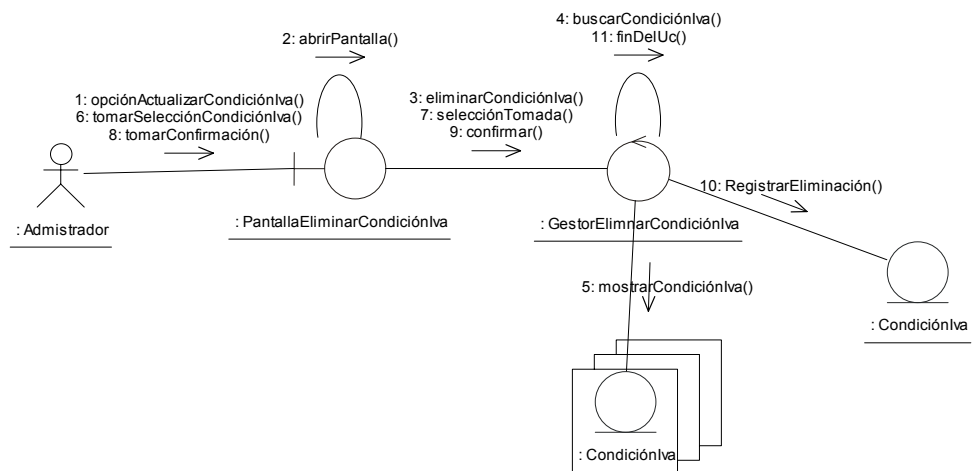 2: abrirPantalla()
4: buscarCondiciónIva()
11: finDelUc()
1: opciónActualizarCondiciónIva()
6: tomarSelecciónCondiciónIva()
8: tomarConfirmación()
3: eliminarCondiciónIva()
7: selecciónTomada()
9: confirmar()
10: RegistrarEliminación()
: Admistrador
: PantallaEliminarCondiciónIva
: GestorElimnarCondiciónIva
5: mostrarCondiciónIva()
: CondiciónIva
: CondiciónIva